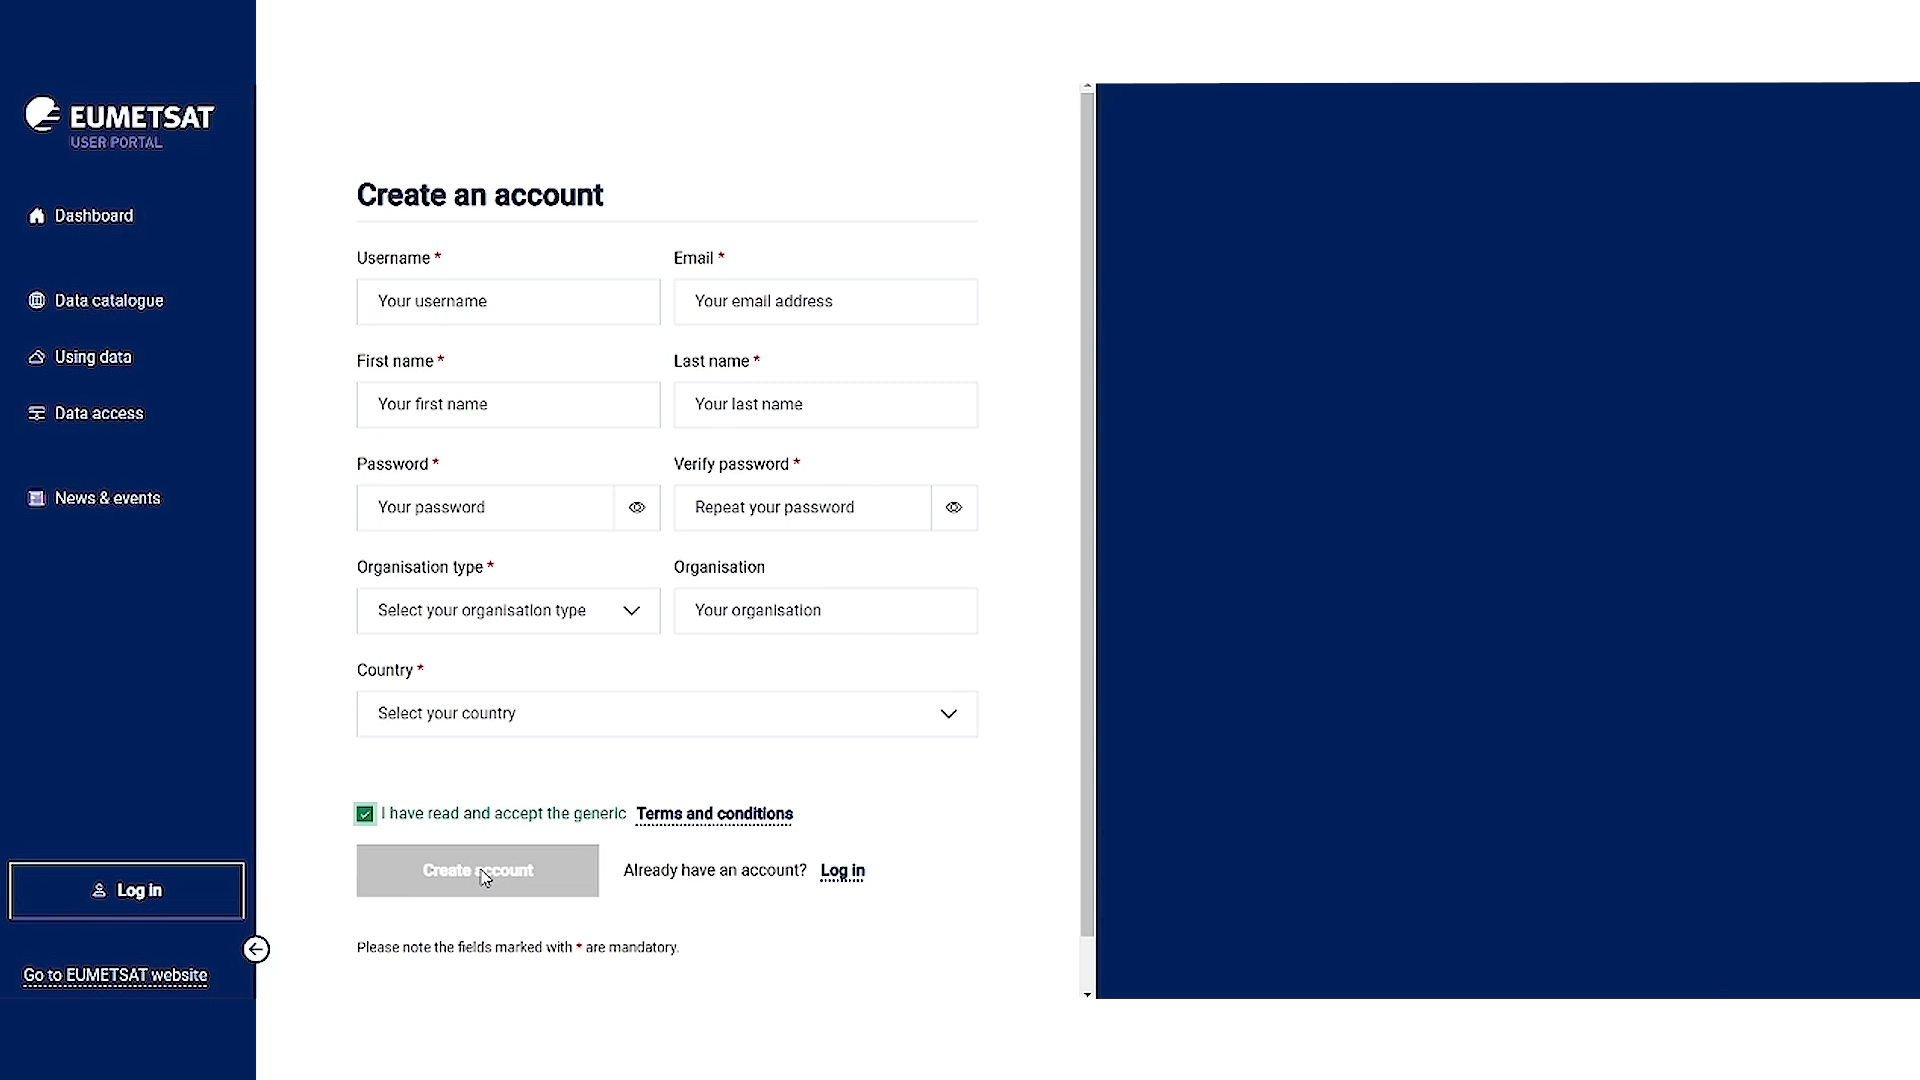 EUMETSAT
USER PORTAL
Dashboard
Data catalogue
Using data
Data access
News & events
Log in
Go to EUMETSAT website
Create an account
Username * Email *
Your username Your email address
First name * Last name *
Your first name Your last name
Password * Verify password *
Your password Repeat your password
Organisation type * Organisation
Select your organisation type Your organisation
Country *
Select your country
I have read and accept the generic Terms and conditions
Create account Already have an account? Log in
Please note the fields marked with * are mandatory.